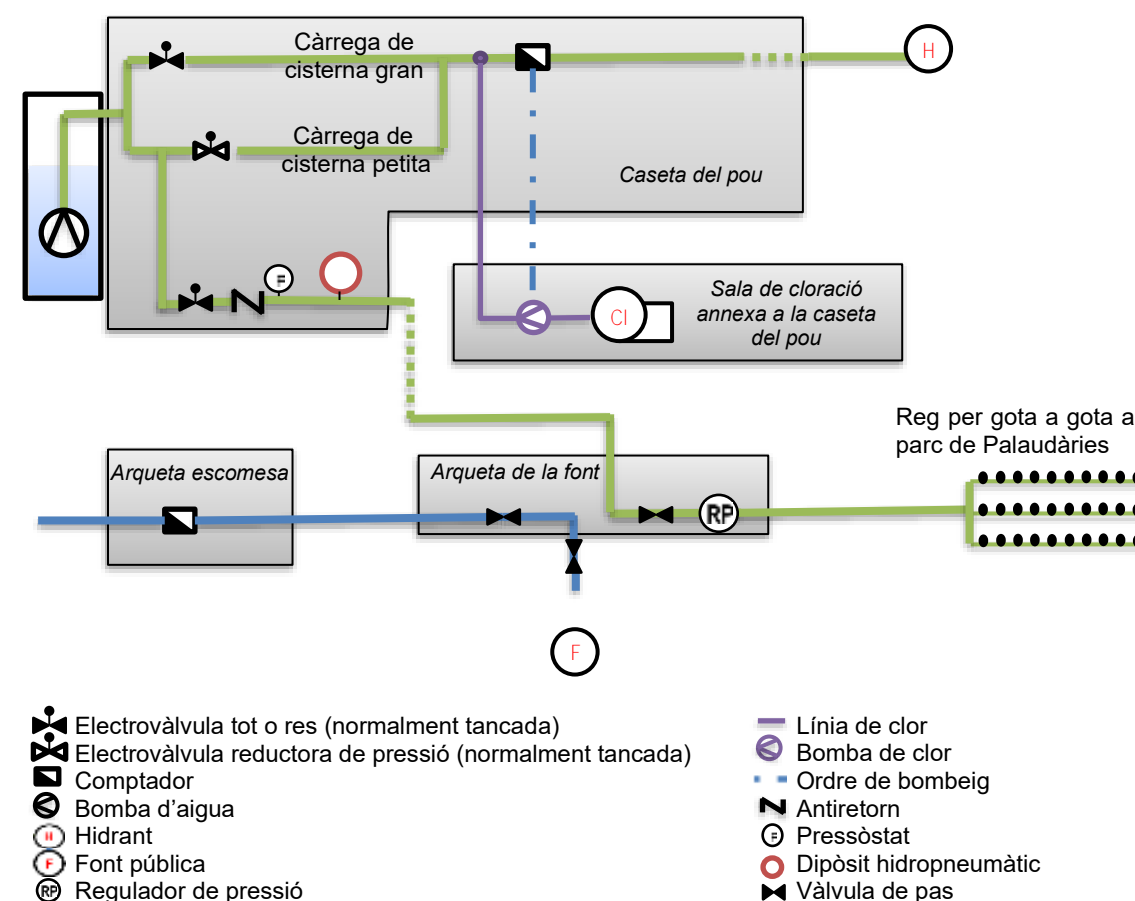 Càrrega de
cisterna gran
H
Càrrega de
cisterna petita
Caseta del pou
F
Sala de cloració
annexa a la caseta
del pou
Cl
Reg per gota a gota a
parc de Palaudàries
Arqueta escomesa
Arqueta de la font
RP
F
Electrovàlvula tot o res (normalment tancada)
Electrovàlvula reductora de pressió (normalment tancada)
Comptador
Bomba d'aigua
H Hidrant
F Font pública
RP Regulador de pressió
Línia de clor
Bomba de clor
Ordre de bombeig
Antiretorn
F Pressòstat
Dipòsit hidropneumàtic
Vàlvula de pas